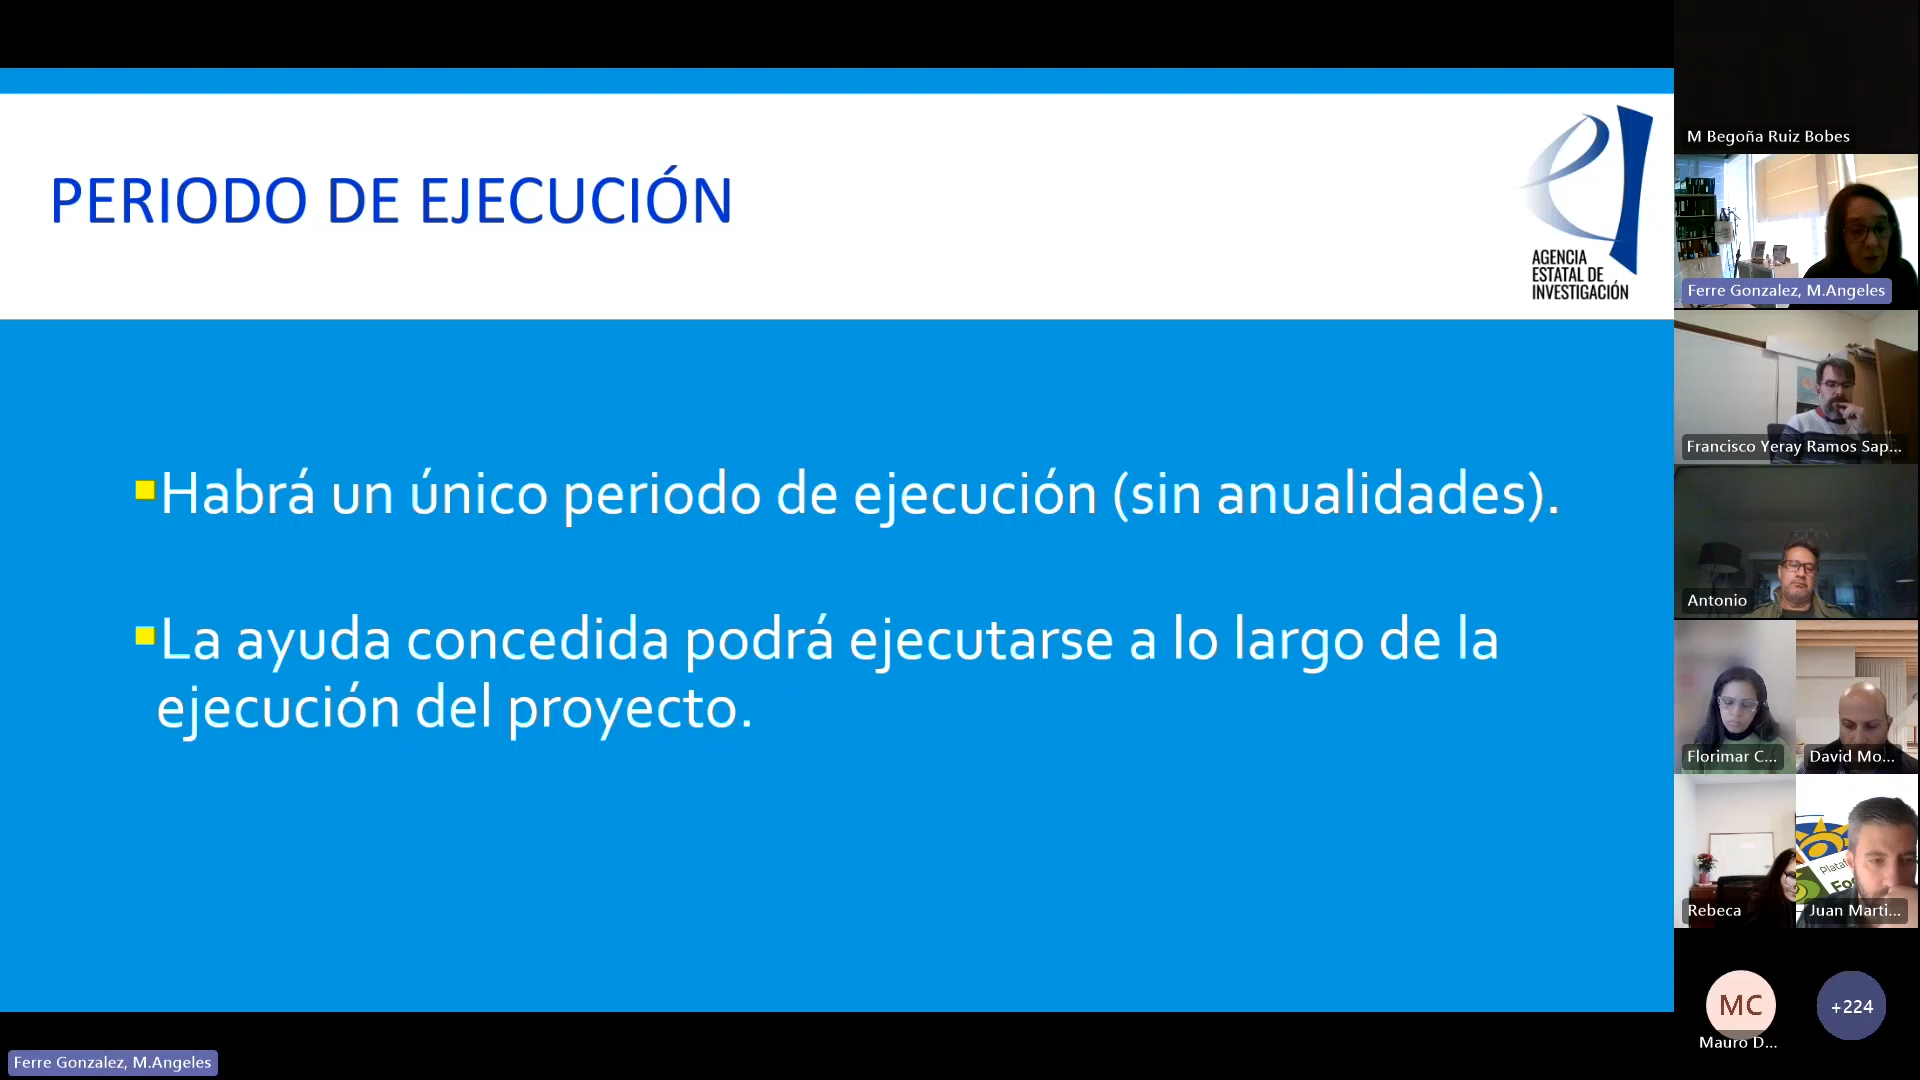 PERIODO DE EJECUCIÓN
AGENCIA
ESTATAL DE
INVESTIGACIÓN
Habrá un único periodo de ejecución (sin anualidades).
La ayuda concedida podrá ejecutarse a lo largo de la
ejecución del proyecto.
Ferre Gonzalez, M.Angeles
M Begoña Ruiz Bobes
Ferre Gonzalez, M.Angeles
Francisco Yeray Ramos Sap...
Antonio
Florimar C...
David Mo...
Rebeca
Plataf
Fo
Juan Marti...
MC
Mauro D...
+224